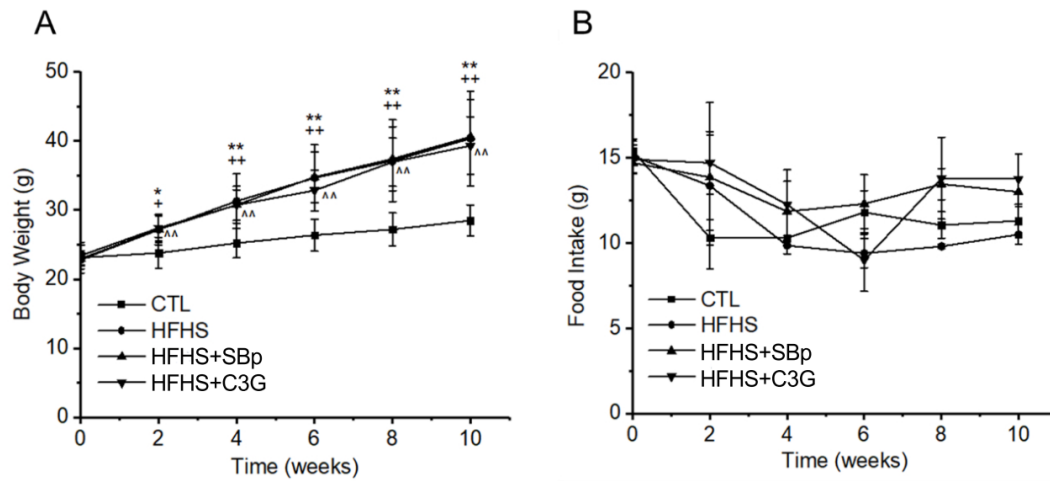 A
Body Weight (g)
50
40
30
20
10
0
**
++
^^
**
++
^^
**
++
^^
**
++
^^
*
+
^^
CTL
HFHS
HFHS+SBp
HFHS+C3G
0 2 4 6 8 10
Time (weeks)
B
Food Intake (g)
20
15
10
5
0
CTL
HFHS
HFHS+SBp
HFHS+C3G
0 2 4 6 8 10
Time (weeks)